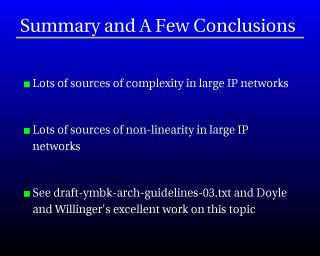 Summary and A Few Conclusions
Lots of sources of complexity in large IP networks
Lots of sources of non-linearity in large IP
networks
See draft-ymbk-arch-guidelines-03.txt and Doyle
and Willinger's excellent work on this topic